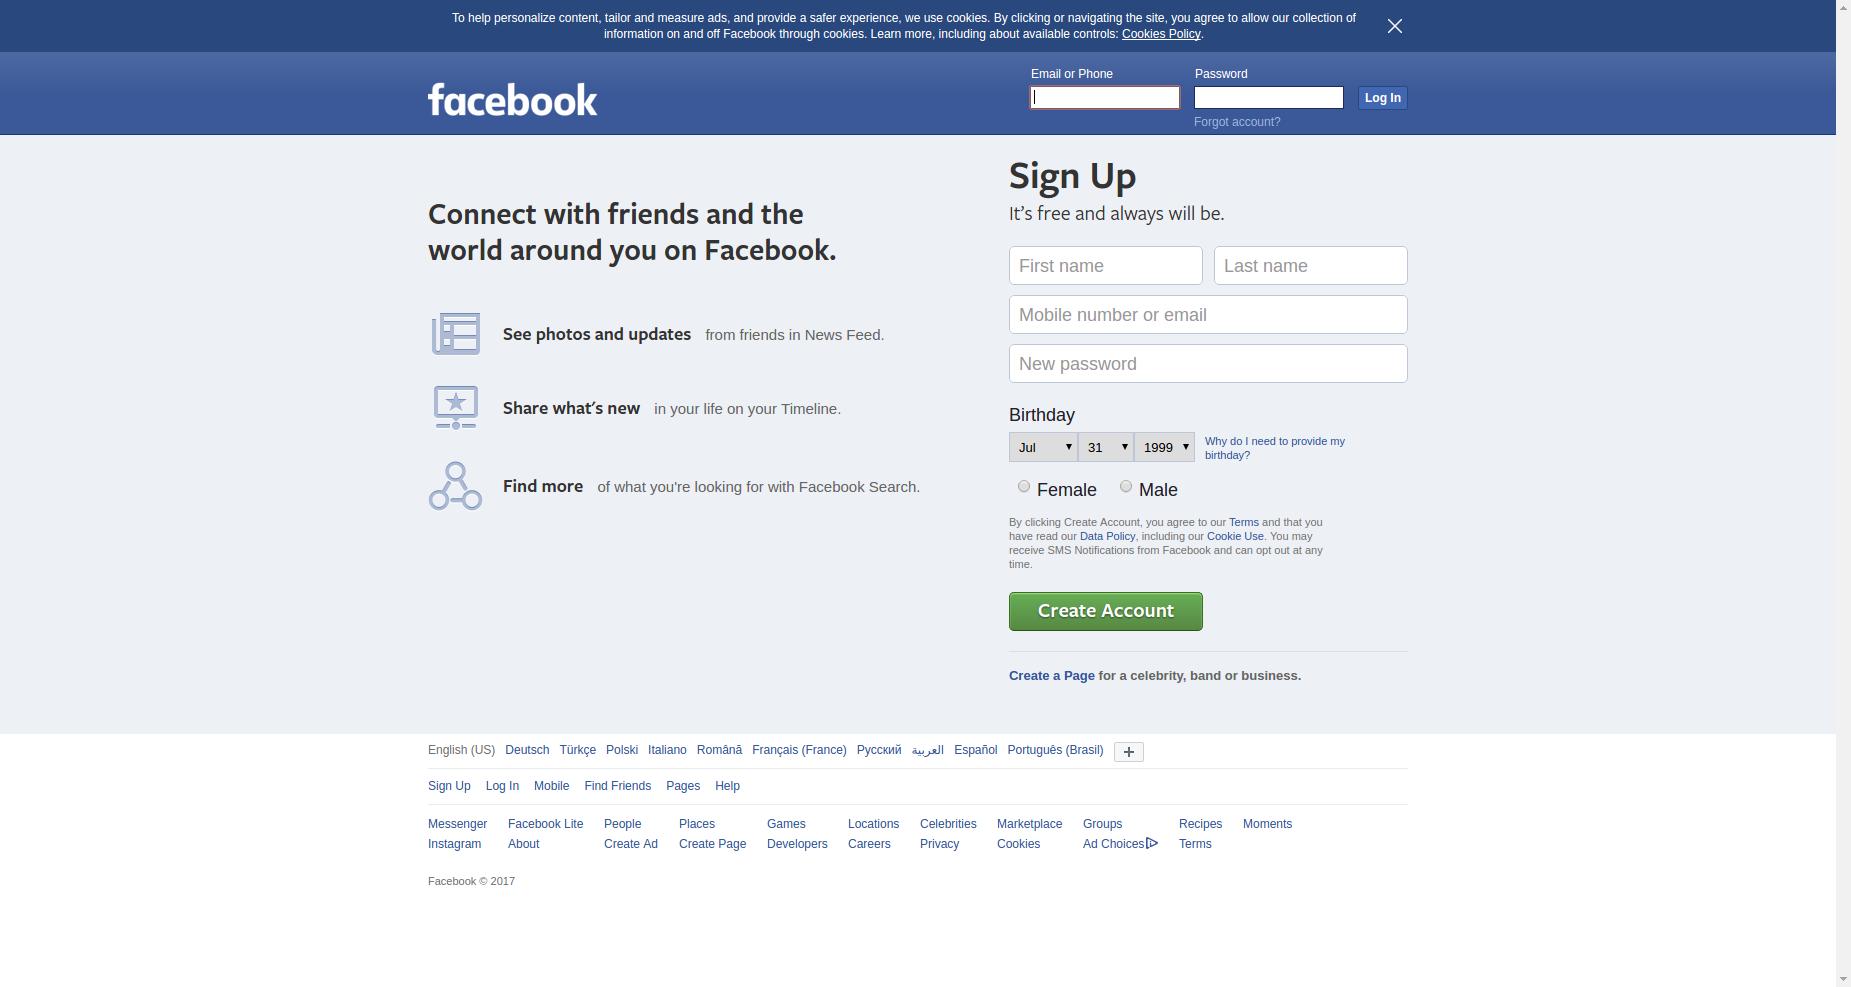 To help personalize content, tailor and measure ads, and provide a safer experience, we use cookies. By clicking or navigating the site, you agree to allow our collection of
information on and off Facebook through cookies. Learn more, including about available controls: Cookies Policy.
facebook
Email or Phone
Password
Log In
Forgot account?
Connect with friends and the
world around you on Facebook.
See photos and updates from friends in News Feed.
Share what's new in your life on your Timeline.
Find more of what you're looking for with Facebook Search.
Sign Up
It's free and always will be.
First name
Last name
Mobile number or email
New password
Birthday
Jul 31 1999
Why do I need to provide my
birthday?
Female Male
By clicking Create Account, you agree to our Terms and that you
have read our Data Policy, including our Cookie Use. You may
receive SMS Notifications from Facebook and can opt out at any
time.
Create Account
Create a Page for a celebrity, band or business.
English (US) Deutsch Türkçe Polski Italiano Română Français (France) Русский العربية Español Português (Brasil) +
Sign Up Log In Mobile Find Friends Pages Help
Messenger Facebook Lite People Places Games Locations Celebrities Marketplace Groups Recipes Moments
Instagram About Create Ad Create Page Developers Careers Privacy Cookies Ad Choices Terms
Facebook © 2017